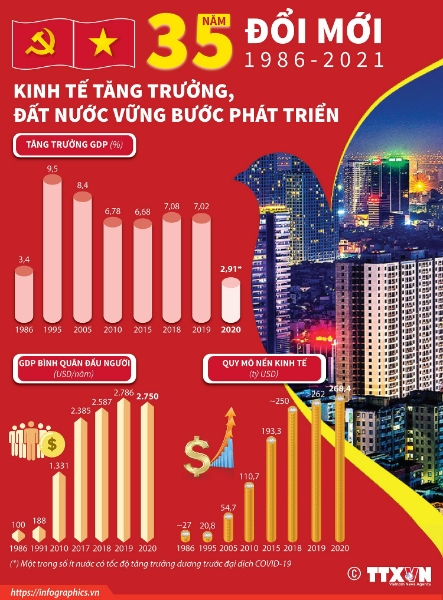 35 NĂM ĐỔI MỚI
1986-2021
KINH TẾ TĂNG TRƯỞNG,
ĐẤT NƯỚC VỮNG BƯỚC PHÁT TRIỂN
TĂNG TRƯỞNG GDP (%)
3,4 9,5 8,4 6,78 6,68 7,08 7,02 2,91*
1986 1995 2005 2010 2015 2018 2019 2020
GDP BÌNH QUÂN ĐẦU NGƯỜI
(USD/năm)
100 188 1.331 2.385 2.587 2.786 2.750
1986 1991 2010 2017 2018 2019 2020
QUY MÔ NỀN KINH TẾ
(tỷ USD)
~27 20,8 54,7 110,7 193,3 ~250 262 268,4
1986 1995 2005 2010 2015 2018 2019 2020
(*) Một trong số ít nước có tốc độ tăng trưởng dương trước đại dịch COVID-19
© TTXVN
Vietnam News Agency
https://infographics.vn